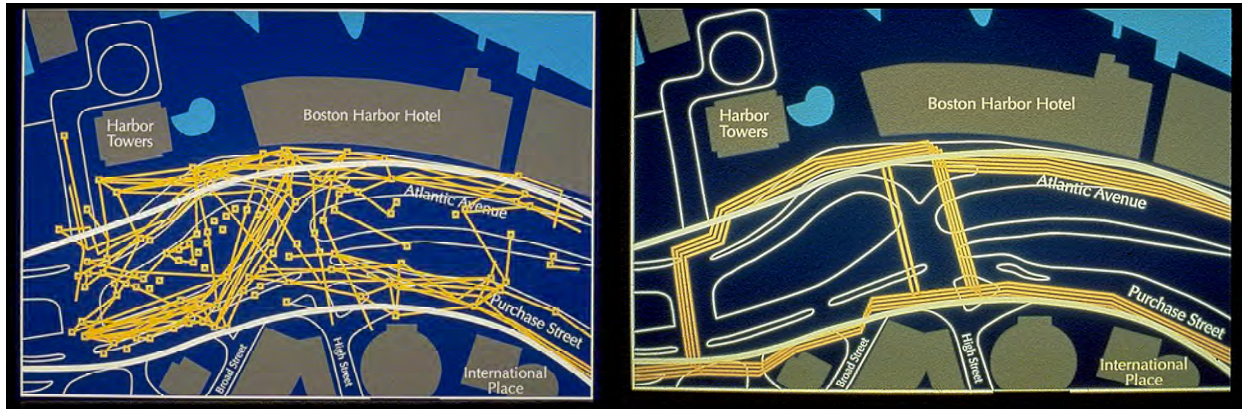 Harbor
Towers
Boston Harbor Hotel
Atlantic Avenue
Purchase Street
Broad Street
High Street
International
Place
Harbor
Towers
Boston Harbor Hotel
Atlantic Avenue
Purchase Street
Broad Street
High Street
International
Place